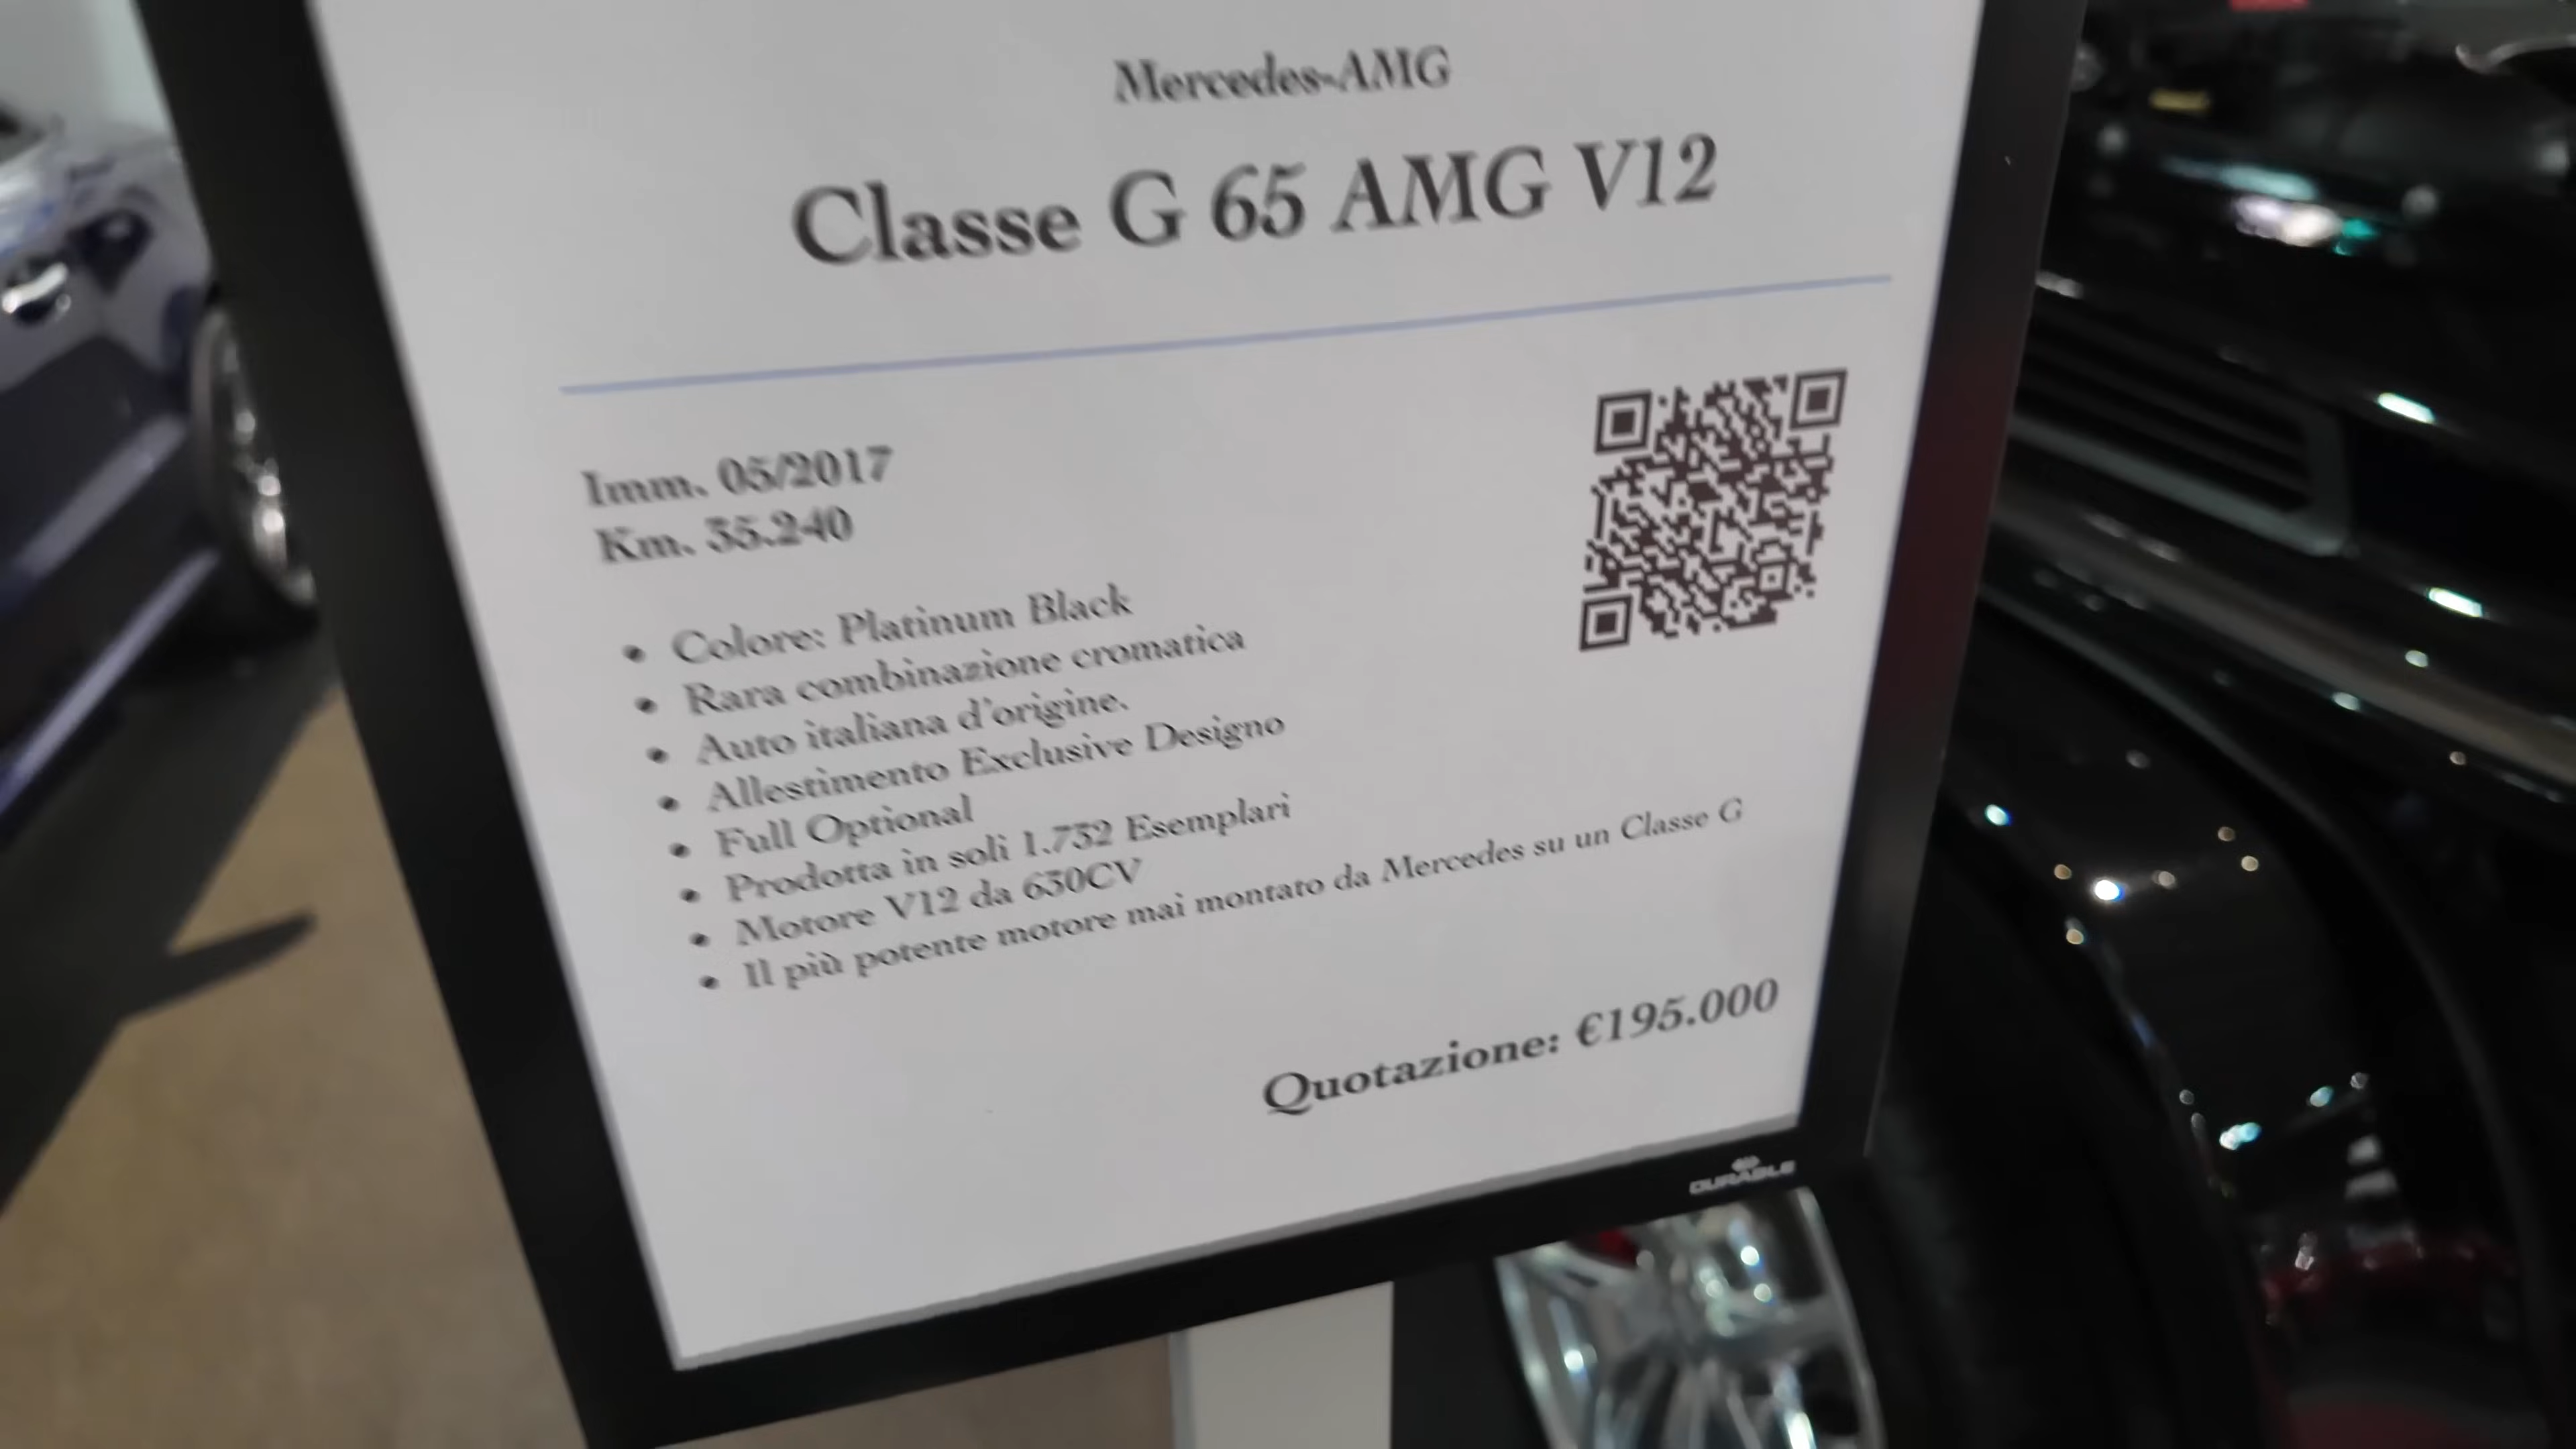 Mercedes-AMG
Classe G 65 AMG V12
Imm. 05/2017
Km. 35.240
• Colore: Platinum Black
• Rara combinazione cromatica
• Auto italiana d'origine.
• Allestimento Exclusive Designo
• Full Optional
• Prodotta in soli 1.732 Esemplari
• Motore V12 da 630CV
• Il più potente motore mai montato da Mercedes su un Classe G
Quotazione: €195.000
DURABLE